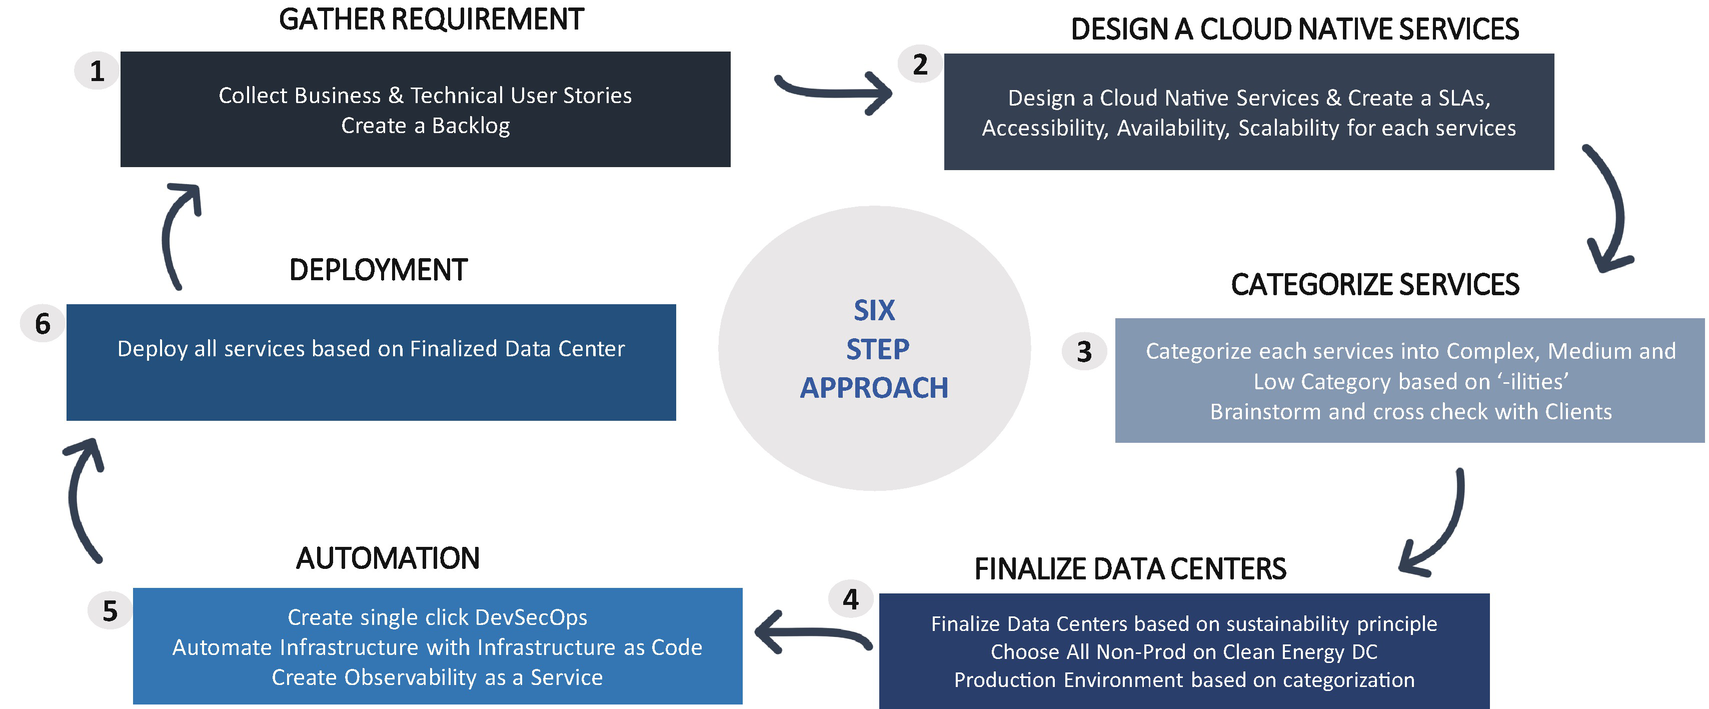 GATHER REQUIREMENT
1
Collect Business & Technical User Stories
Create a Backlog
DESIGN A CLOUD NATIVE SERVICES
2
Design a Cloud Native Services & Create a SLAs,
Accessibility, Availability, Scalability for each services
CATEGORIZE SERVICES
3
Categorize each services into Complex, Medium and
Low Category based on ‘-ilities’
Brainstorm and cross check with Clients
FINALIZE DATA CENTERS
4
Finalize Data Centers based on sustainability principle
Choose All Non-Prod on Clean Energy DC
Production Environment based on categorization
AUTOMATION
5
Create single click DevSecOps
Automate Infrastructure with Infrastructure as Code
Create Observability as a Service
DEPLOYMENT
6
Deploy all services based on Finalized Data Center
SIX
STEP
APPROACH